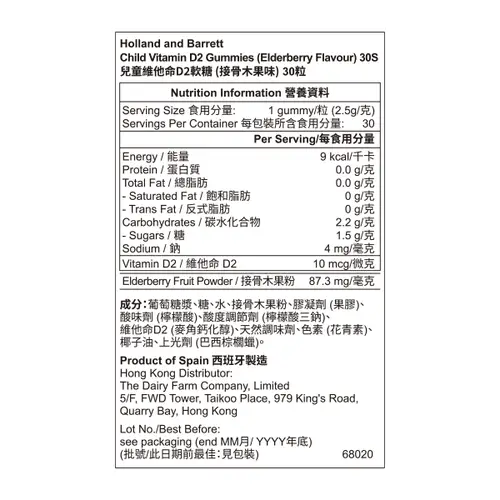 Holland and Barrett
Child Vitamin D2 Gummies (Elderberry Flavour) 30S
兒童維他命D2軟糖 (接骨木果味) 30粒
Nutrition Information 營養資料
Serving Size 食用分量: 1 gummy/粒 (2.5g/克)
Servings Per Container 每包裝所含食用分量: 30
Per Serving/每食用分量
Energy / 能量 9 kcal/千卡
Protein / 蛋白質 0.0 g/克
Total Fat / 總脂肪 0.0 g/克
- Saturated Fat / 飽和脂肪 0 g/克
- Trans Fat / 反式脂肪 0 g/克
Carbohydrates / 碳水化合物 2.2 g/克
- Sugars / 糖 1.5 g/克
Sodium / 鈉 4 mg/毫克
Vitamin D2 / 維他命 D2 10 mcg/微克
Elderberry Fruit Powder / 接骨木果粉 87.3 mg/毫克
成分: 葡萄糖漿、糖、水、接骨木果粉、膠凝劑 (果膠)、
酸味劑 (檸檬酸)、酸度調節劑 (檸檬酸三鈉)、
維他命D2 (麥角鈣化醇)、天然調味劑、色素 (花青素)、
椰子油、上光劑 (巴西棕櫚蠟)。
Product of Spain 西班牙製造
Hong Kong Distributor:
The Dairy Farm Company, Limited
5/F, FWD Tower, Taikoo Place, 979 King's Road,
Quarry Bay, Hong Kong
Lot No./Best Before:
see packaging (end MM月/ YYYY年底)
(批號/此日期前最佳：見包裝) 68020